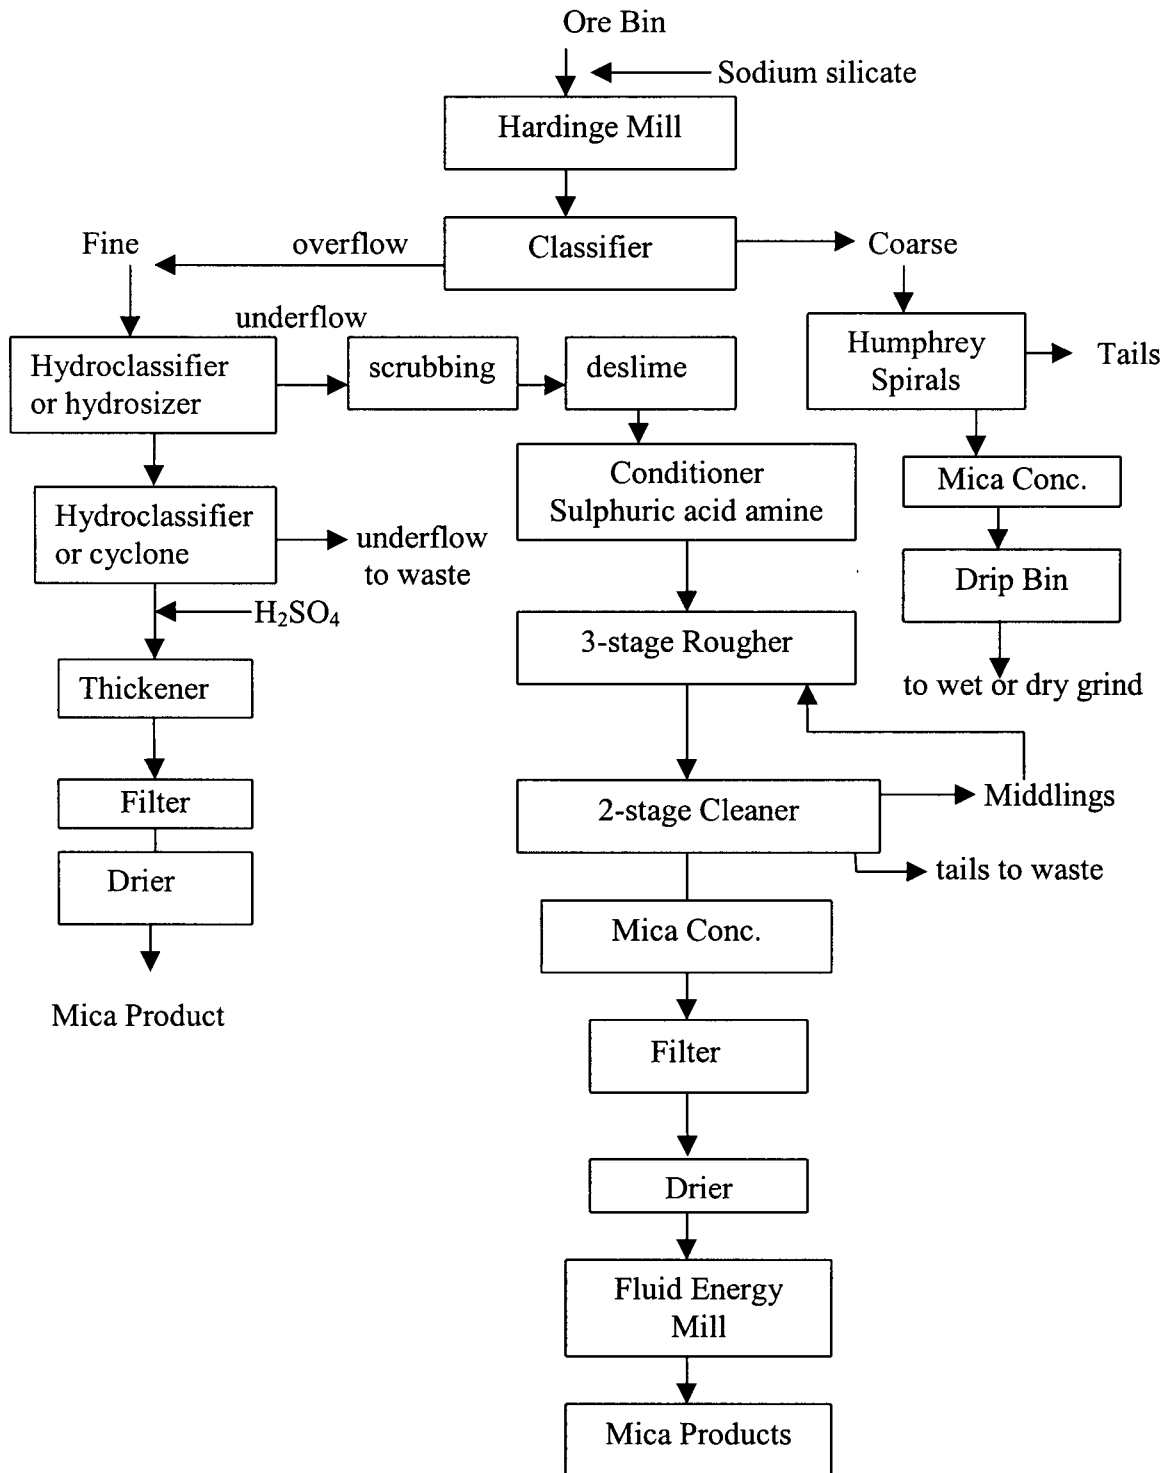 Ore Bin
Sodium silicate
Hardinge Mill
Fine
overflow
Classifier
Coarse
underflow
Hydroclassifier
or hydrosizer
scrubbing
deslime
Humphrey
Spirals
Tails
Conditioner
Sulphuric acid amine
Mica Conc.
Hydroclassifier
or cyclone
underflow
to waste
Drip Bin
H₂SO₄
3-stage Rougher
Thickener
to wet or dry grind
Filter
2-stage Cleaner
Middlings
tails to waste
Drier
Mica Conc.
Mica Product
Filter
Drier
Fluid Energy
Mill
Mica Products